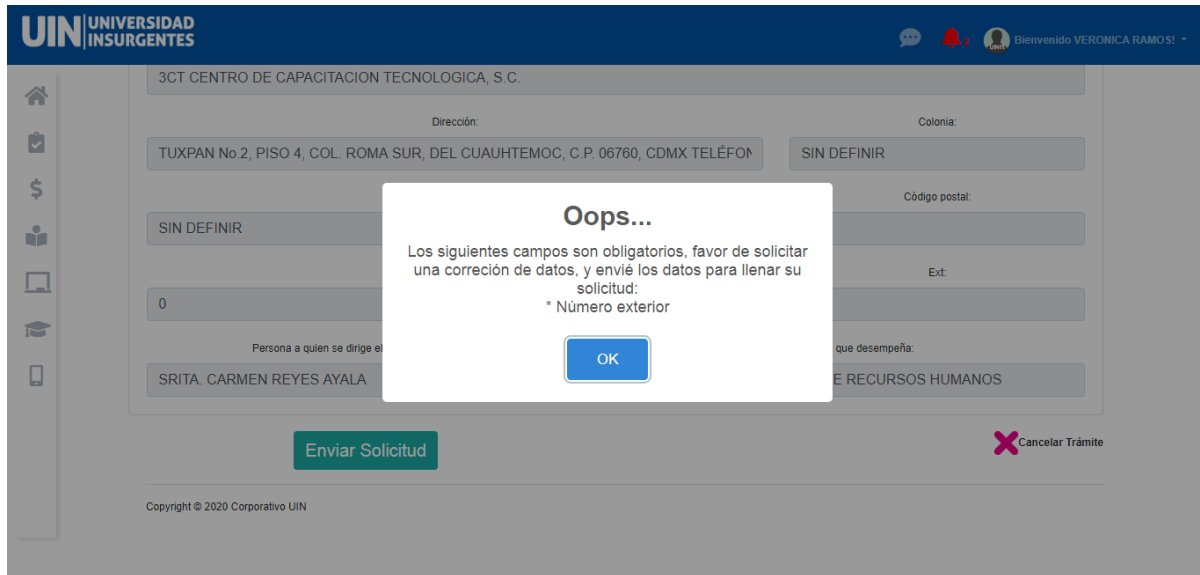 UIN UNIVERSIDAD
INSURGENTES
2
Bienvenido VERONICA RAMOS!
3CT CENTRO DE CAPACITACION TECNOLOGICA, S.C.
Dirección: Colonia:
TUXPAN No.2, PISO 4, COL. ROMA SUR, DEL CUAUHTEMOC, C.P. 06760, CDMX TELÉFON SIN DEFINIR
Código postal:
SIN DEFINIR
Oops...
Los siguientes campos son obligatorios, favor de solicitar
una correción de datos, y envié los datos para llenar su
solicitud:
* Número exterior
OK
Ext:
0
Persona a quien se dirige el que desempeña:
SRITA. CARMEN REYES AYALA E RECURSOS HUMANOS
Enviar Solicitud Cancelar Trámite
Copyright © 2020 Corporativo UIN